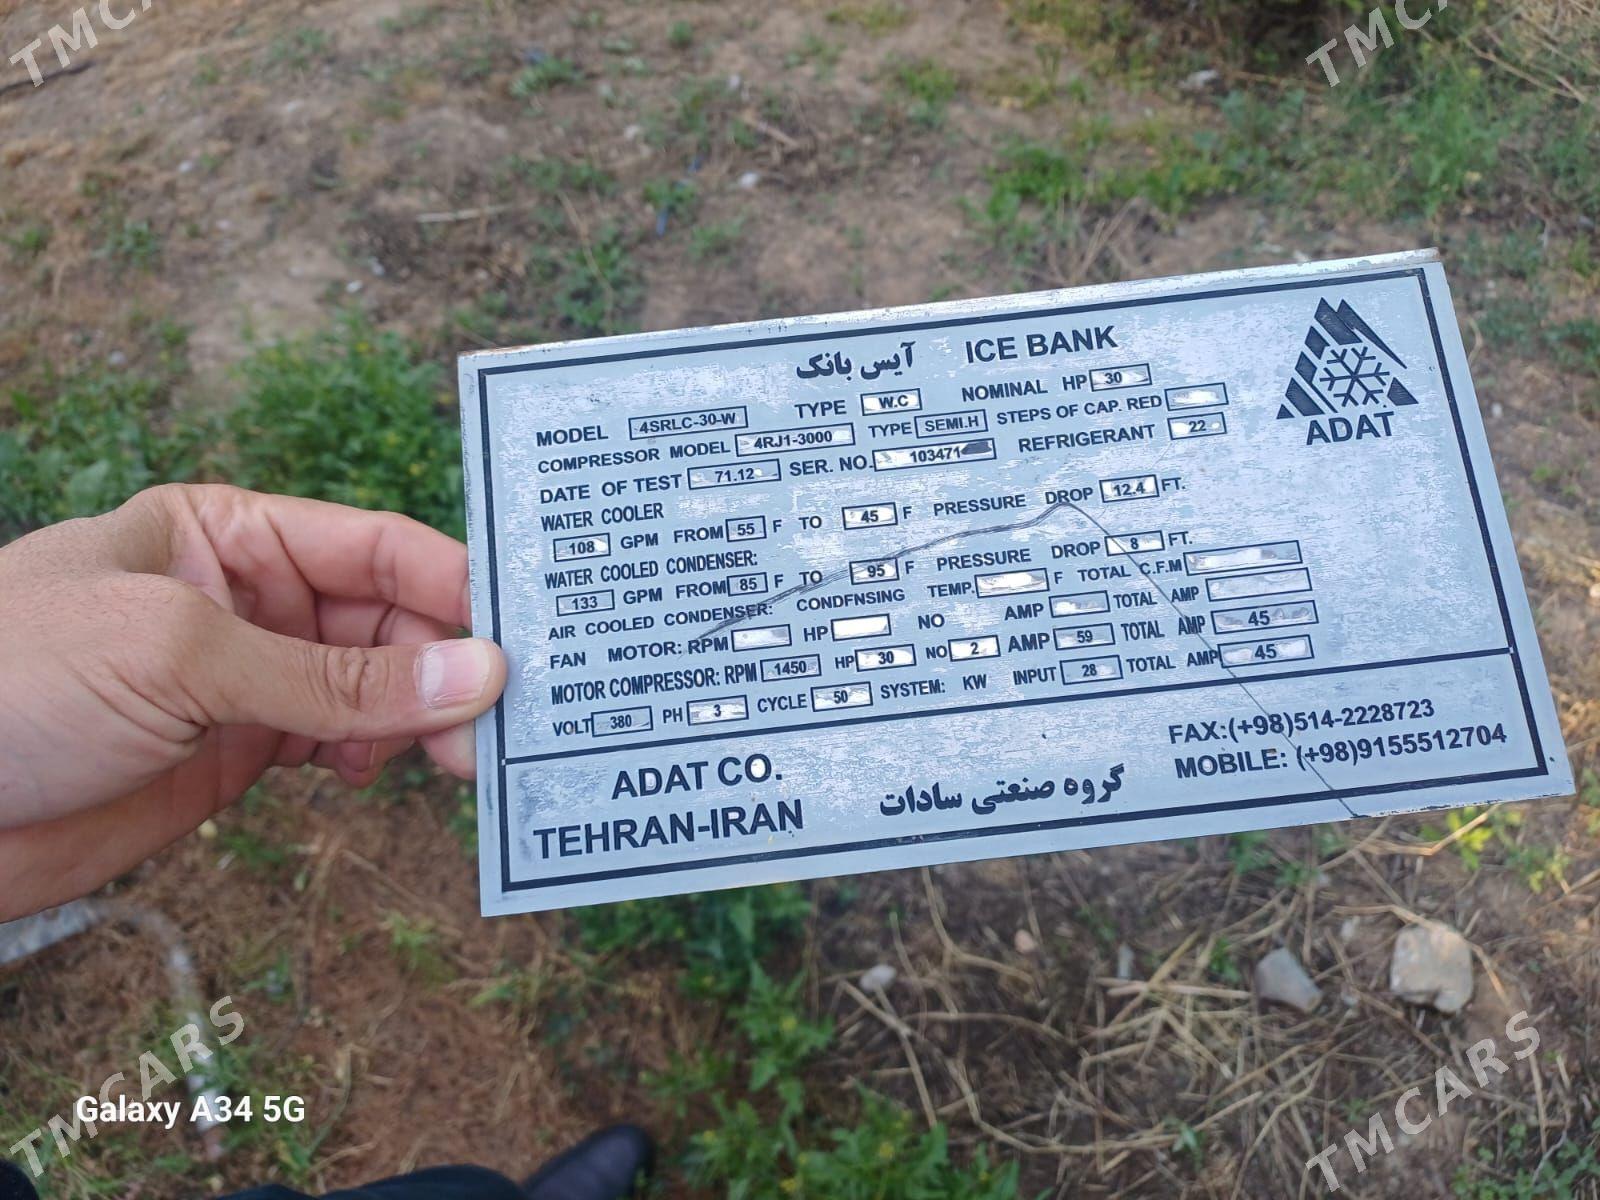 آیس بانک ICE BANK
MODEL 4SRLC-30-W TYPE W.C NOMINAL HP 30
COMPRESSOR MODEL 4RJ1-3000 TYPE SEMI.H STEPS OF CAP. RED
DATE OF TEST 71.12 SER. NO. 103471 REFRIGERANT 22
ADAT
WATER COOLER
108 GPM FROM 55 F TO 45 F PRESSURE DROP 12.4 FT.
WATER COOLED CONDENSER:
133 GPM FROM 85 F TO 95 F PRESSURE DROP 8 FT.
AIR COOLED CONDENSER: CONDFNSING TEMP. F TOTAL C.F.M
FAN MOTOR: RPM HP NO AMP TOTAL AMP
MOTOR COMPRESSOR: RPM 1450 HP 30 NO 2 AMP 59 TOTAL AMP 45
VOLT 380 PH 3 CYCLE 50 SYSTEM: KW INPUT 28 TOTAL AMP 45
ADAT CO.
TEHRAN-IRAN
گروه صنعتی سادات
FAX:(+98)514-2228723
MOBILE: (+98)9155512704
Galaxy A34 5G
TMCARS
TMCARS
TMCARS
TMCARS